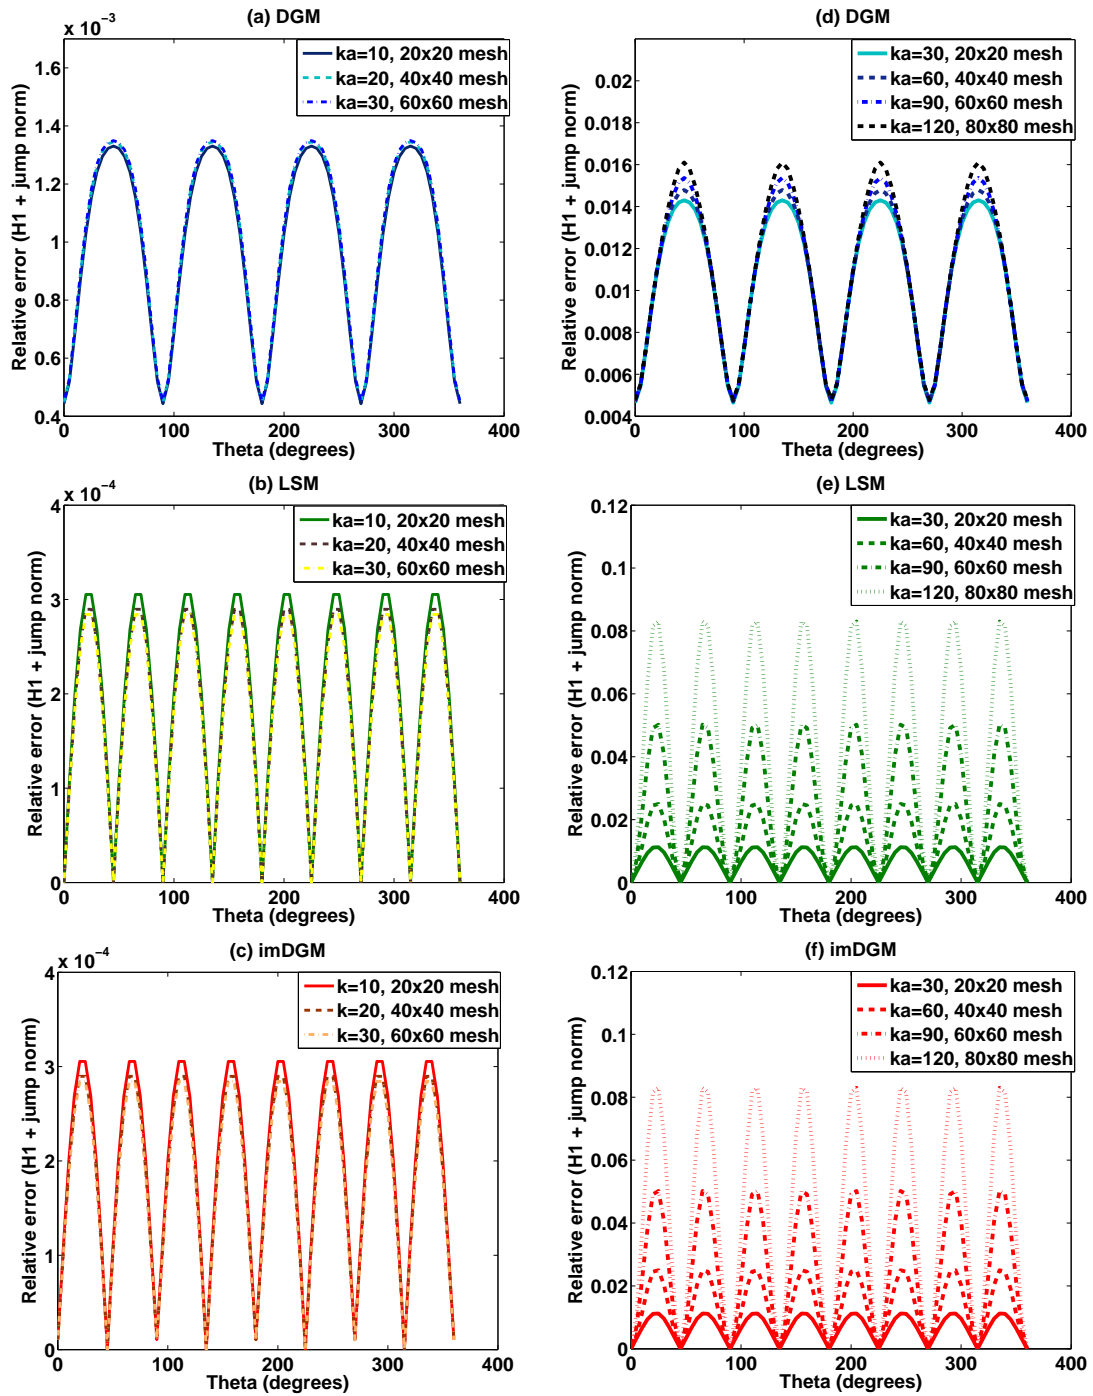 (a) DGM
x 10⁻³
ka=10, 20x20 mesh
ka=20, 40x40 mesh
ka=30, 60x60 mesh
1.6
1.4
1.2
1
0.8
0.6
0.4
0
100
200
300
400
Relative error (H1 + jump norm)
Theta (degrees)
(d) DGM
ka=30, 20x20 mesh
ka=60, 40x40 mesh
ka=90, 60x60 mesh
ka=120, 80x80 mesh
0.02
0.018
0.016
0.014
0.012
0.01
0.008
0.006
0.004
0
100
200
300
400
Relative error (H1 + jump norm)
Theta (degrees)
(b) LSM
x 10⁻⁴
ka=10, 20x20 mesh
ka=20, 40x40 mesh
ka=30, 60x60 mesh
4
3
2
1
0
0
100
200
300
400
Relative error (H1 + jump norm)
Theta (degrees)
(e) LSM
ka=30, 20x20 mesh
ka=60, 40x40 mesh
ka=90, 60x60 mesh
ka=120, 80x80 mesh
0.12
0.1
0.08
0.06
0.04
0.02
0
0
100
200
300
400
Relative error (H1 + jump norm)
Theta (degrees)
(c) imDGM
x 10⁻⁴
k=10, 20x20 mesh
k=20, 40x40 mesh
k=30, 60x60 mesh
4
3
2
1
0
0
100
200
300
400
Relative error (H1 + jump norm)
Theta (degrees)
(f) imDGM
ka=30, 20x20 mesh
ka=60, 40x40 mesh
ka=90, 60x60 mesh
ka=120, 80x80 mesh
0.12
0.1
0.08
0.06
0.04
0.02
0
0
100
200
300
400
Relative error (H1 + jump norm)
Theta (degrees)